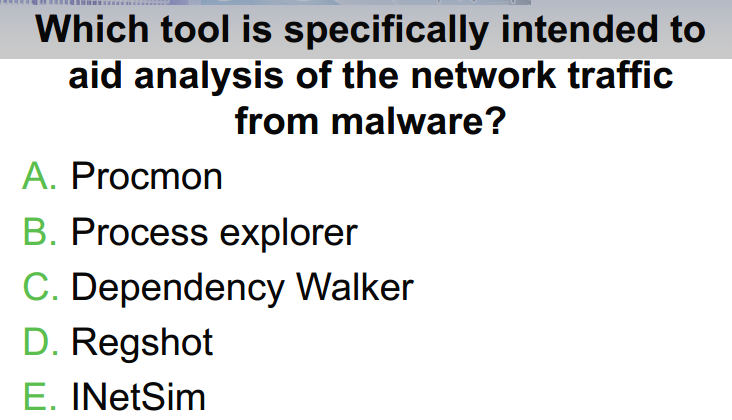 Which tool is specifically intended to
aid analysis of the network traffic
from malware?
A. Procmon
B. Process explorer
C. Dependency Walker
D. Regshot
E. INetSim